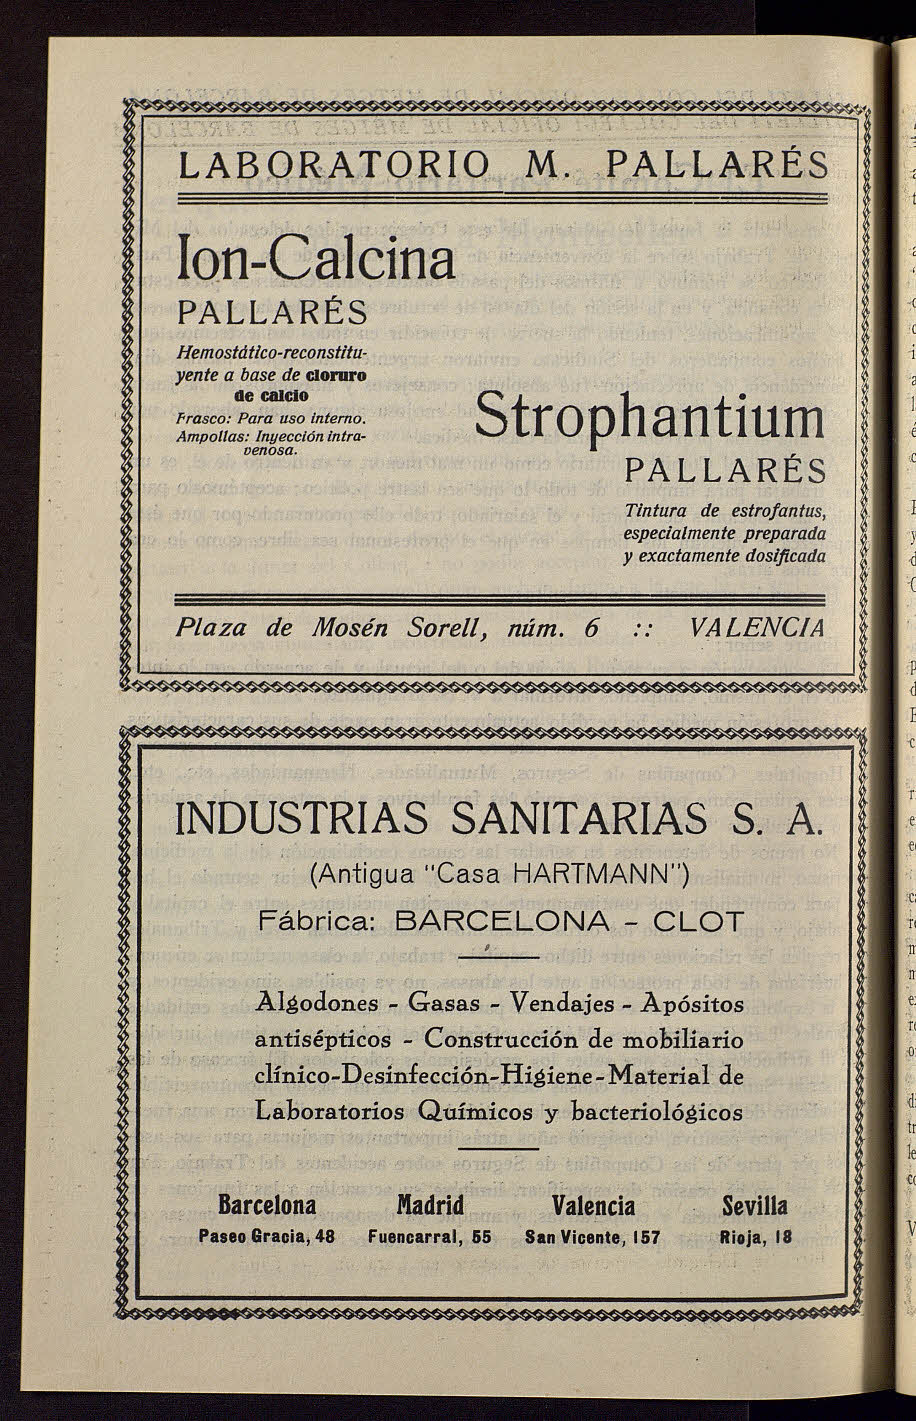 LABORATORIO M. PALLARÉS
Ion-Calcina
PALLARÉS
Hemostático-reconstitu-
yente a base de cloruro
de calcio
Frasco: Para uso interno.
Ampollas: Inyección intra-
venosa.
Strophantium
PALLARÉS
Tintura de estrofantus,
especialmente preparada
y exactamente dosificada
Plaza de Mosén Sorell, núm. 6 :: VALENCIA
INDUSTRIAS SANITARIAS S. A.
(Antigua "Casa HARTMANN")
Fábrica: BARCELONA - CLOT
Algodones - Gasas - Vendajes - Apósitos
antisépticos - Construcción de mobiliario
clínico-Desinfección-Higiene-Material de
Laboratorios Químicos y bacteriológicos
Barcelona Madrid Valencia Sevilla
Paseo Gracia, 48 Fuencarral, 55 San Vicente, 157 Rioja, 18